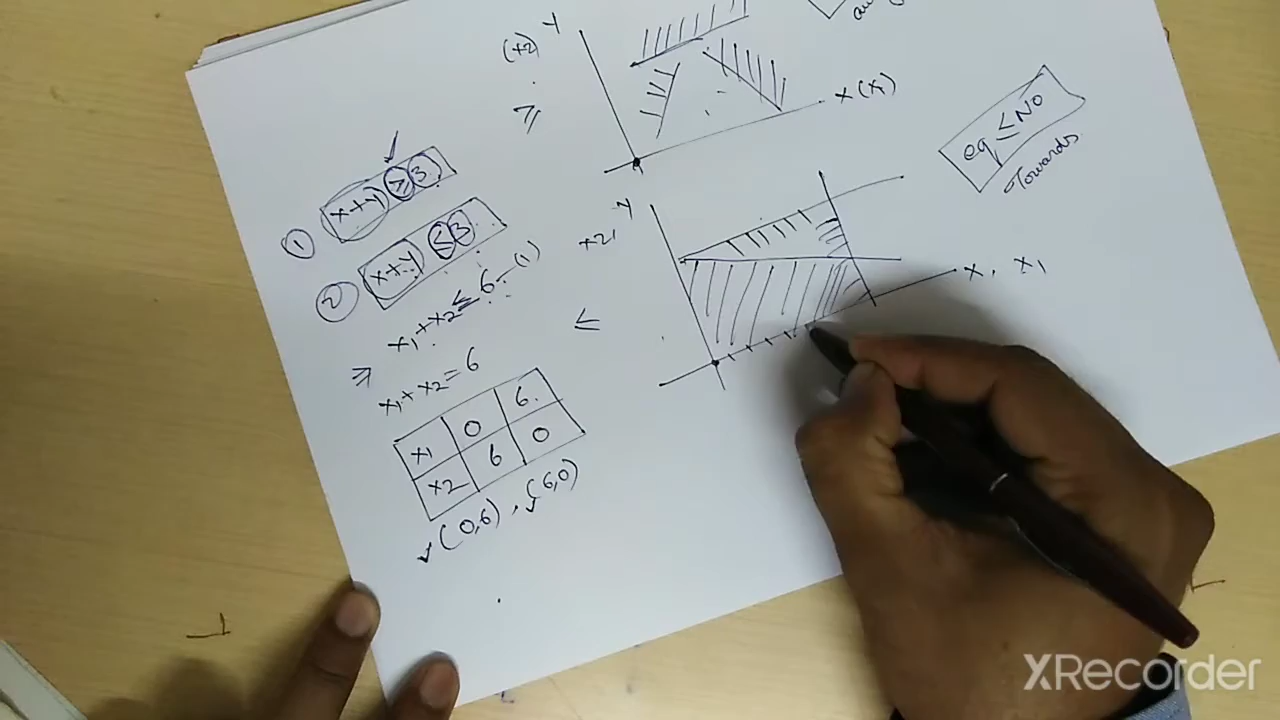 (x2) Y
≥
X (X1)
eq ≤ No
Towards
① x+y ≥ 3
② x+y ≤ 3
x1+x2 ≤ 6 —(1)
≥
x1+x2 = 6
x1 0 6
x2 6 0
(0,6), (6,0)
x2, Y
≤
x, x1
XRecorder